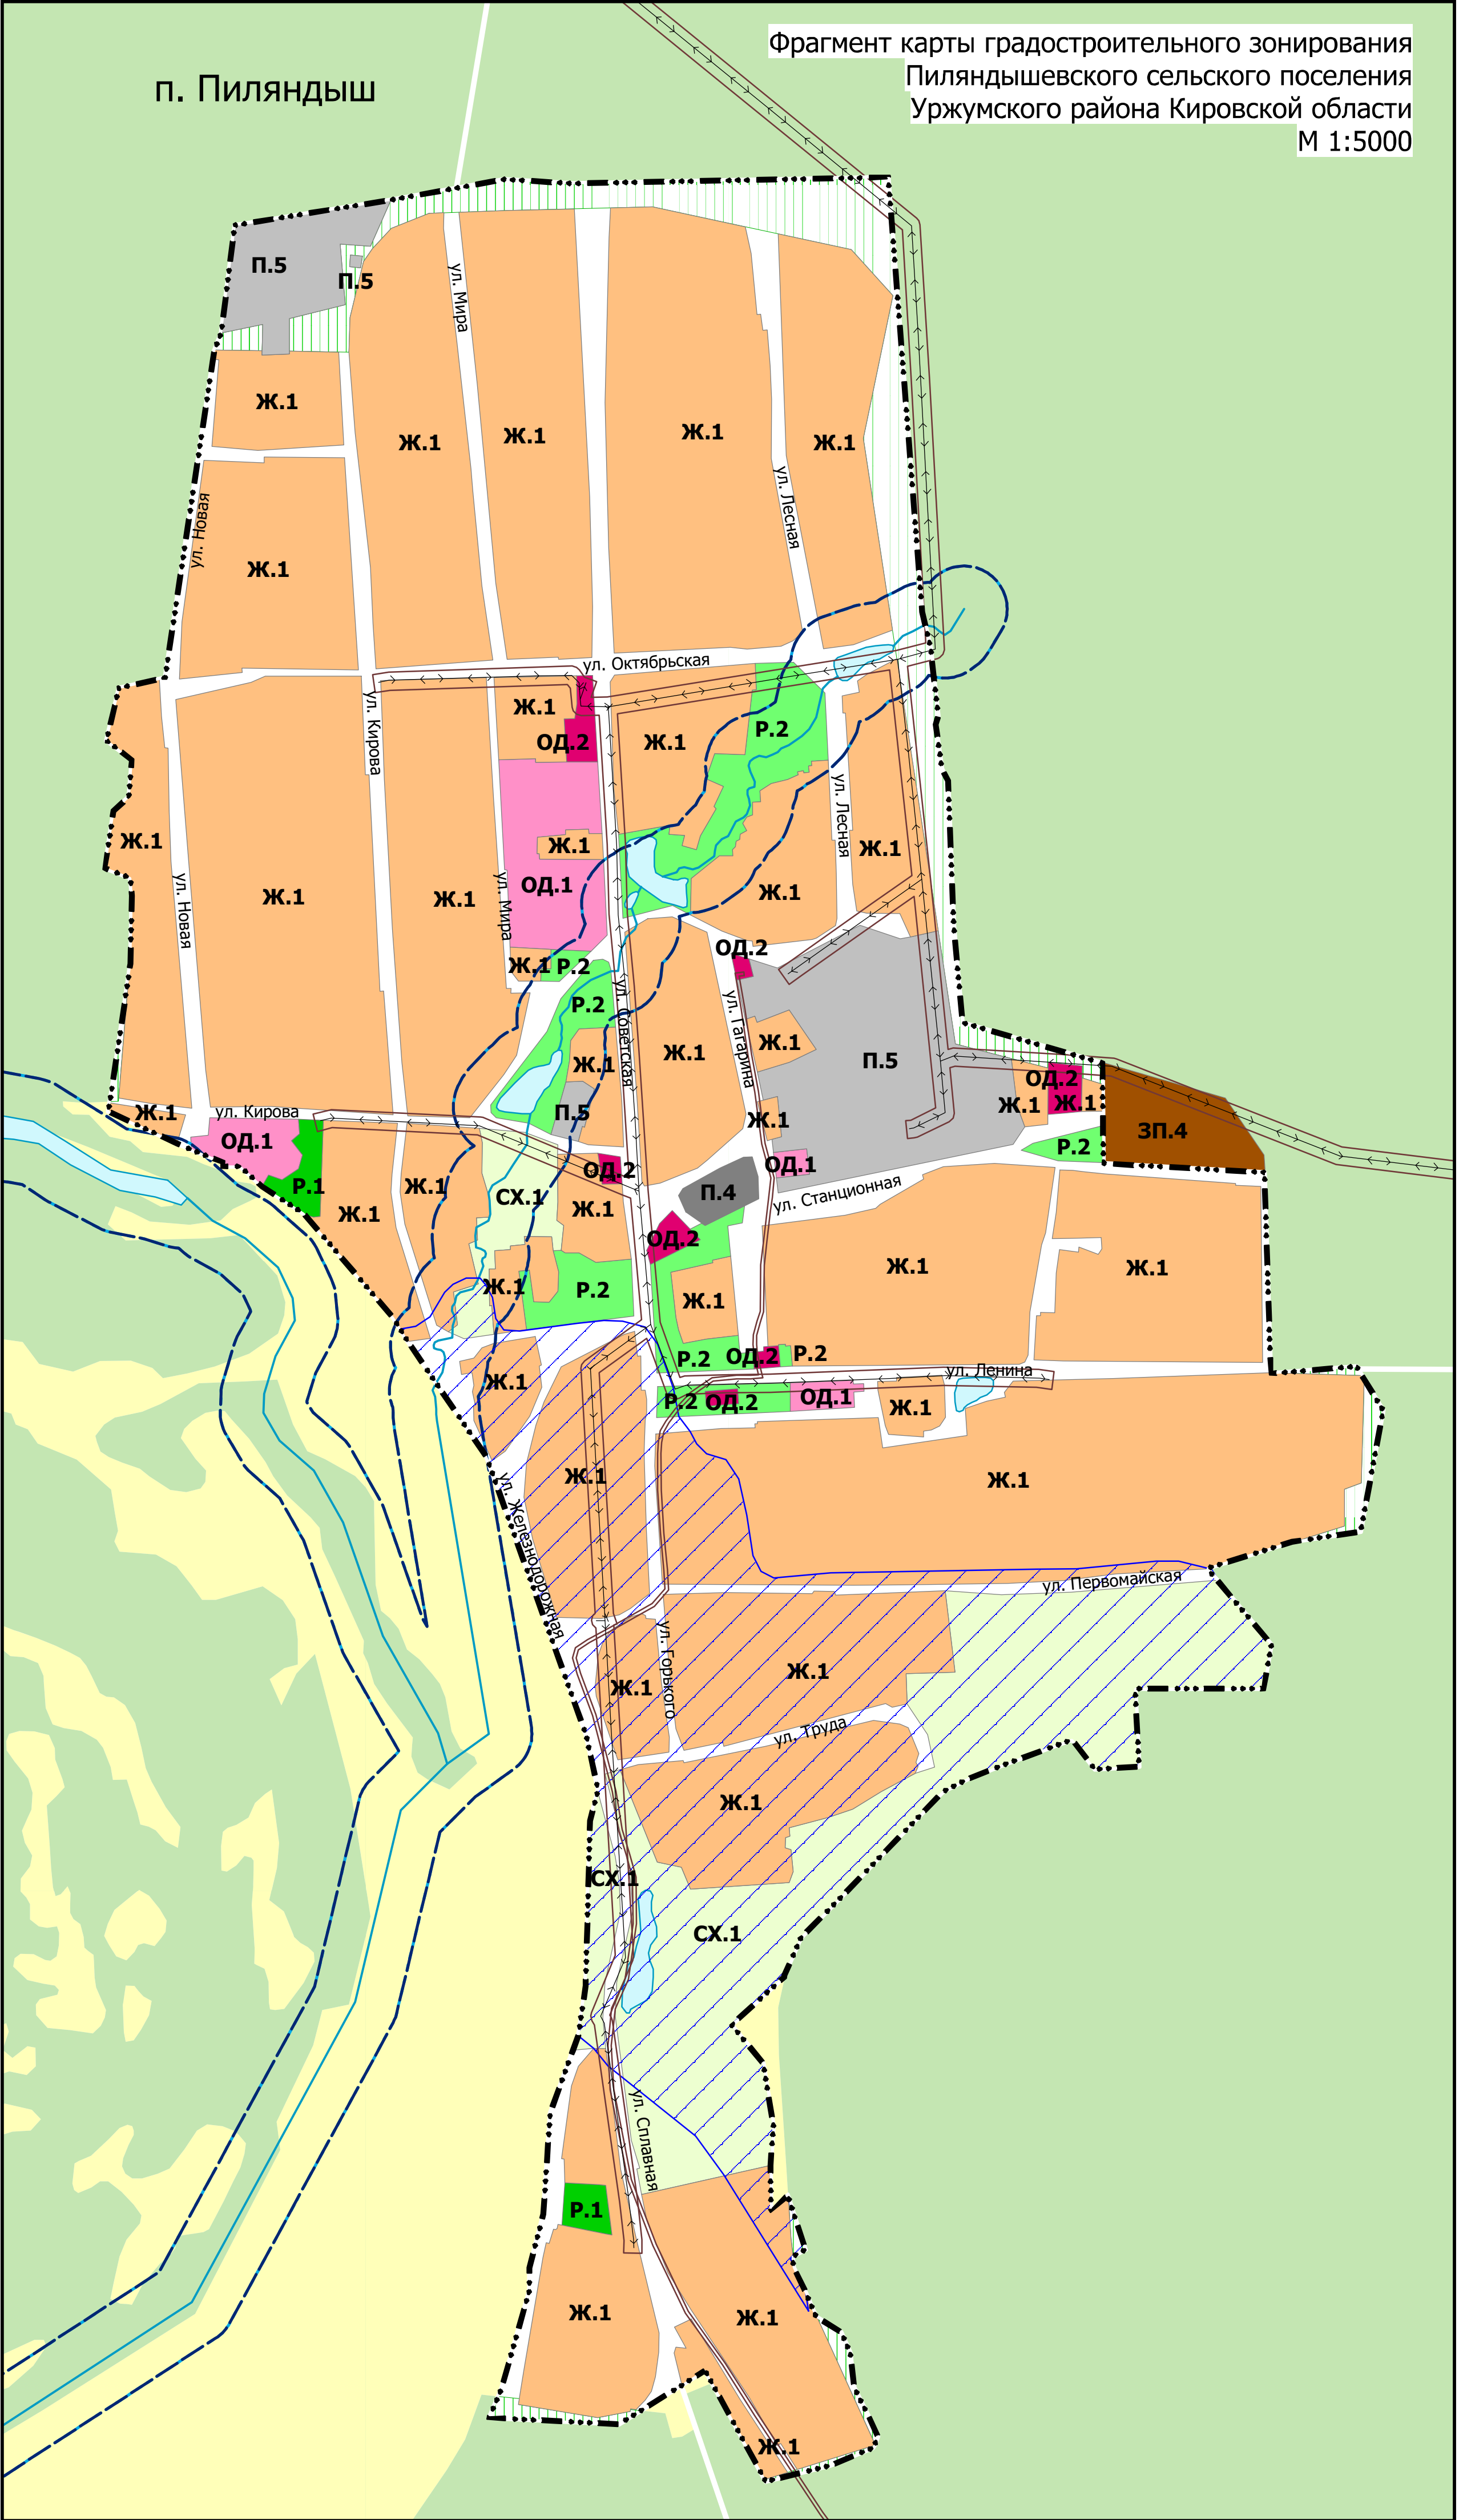 Фрагмент карты градостроительного зонирования
Пиляндышевского сельского поселения
Уржумского района Кировской области
М 1:5000
п. Пиляндыш
П.5
П.5
ул. Мира
Ж.1
Ж.1
Ж.1
Ж.1
Ж.1
ул. Лесная
ул. Новая
Ж.1
ул. Октябрьская
ул. Кирова
Ж.1
ОД.2
Ж.1
Р.2
ул. Лесная
Ж.1
Ж.1
Ж.1
ОД.1
Ж.1
ул. Новая
Ж.1
Ж.1
ул. Мира
Ж.1
ОД.2
Ж.1
Р.2
Р.2
ул. Советская
ул. Гагарина
Ж.1
Ж.1
Ж.1
П.5
ОД.2
Ж.1
Ж.1
Ж.1
ул. Кирова
П.5
Ж.1
ЗП.4
ОД.1
Р.2
ОД.2
ОД.1
Р.1
Ж.1
СХ.1
П.4
ул. Станционная
Ж.1
Ж.1
ОД.2
Ж.1
Ж.1
Ж.1
Р.2
Ж.1
Р.2
ОД.2
Р.2
ул. Ленина
Ж.1
Р.2
ОД.2
ОД.1
Ж.1
Ж.1
Ж.1
ул. Железнодорожная
ул. Первомайская
ул. Горького
Ж.1
Ж.1
ул. Труда
Ж.1
СХ.1
СХ.1
ул. Сплавная
Р.1
Ж.1
Ж.1
Ж.1